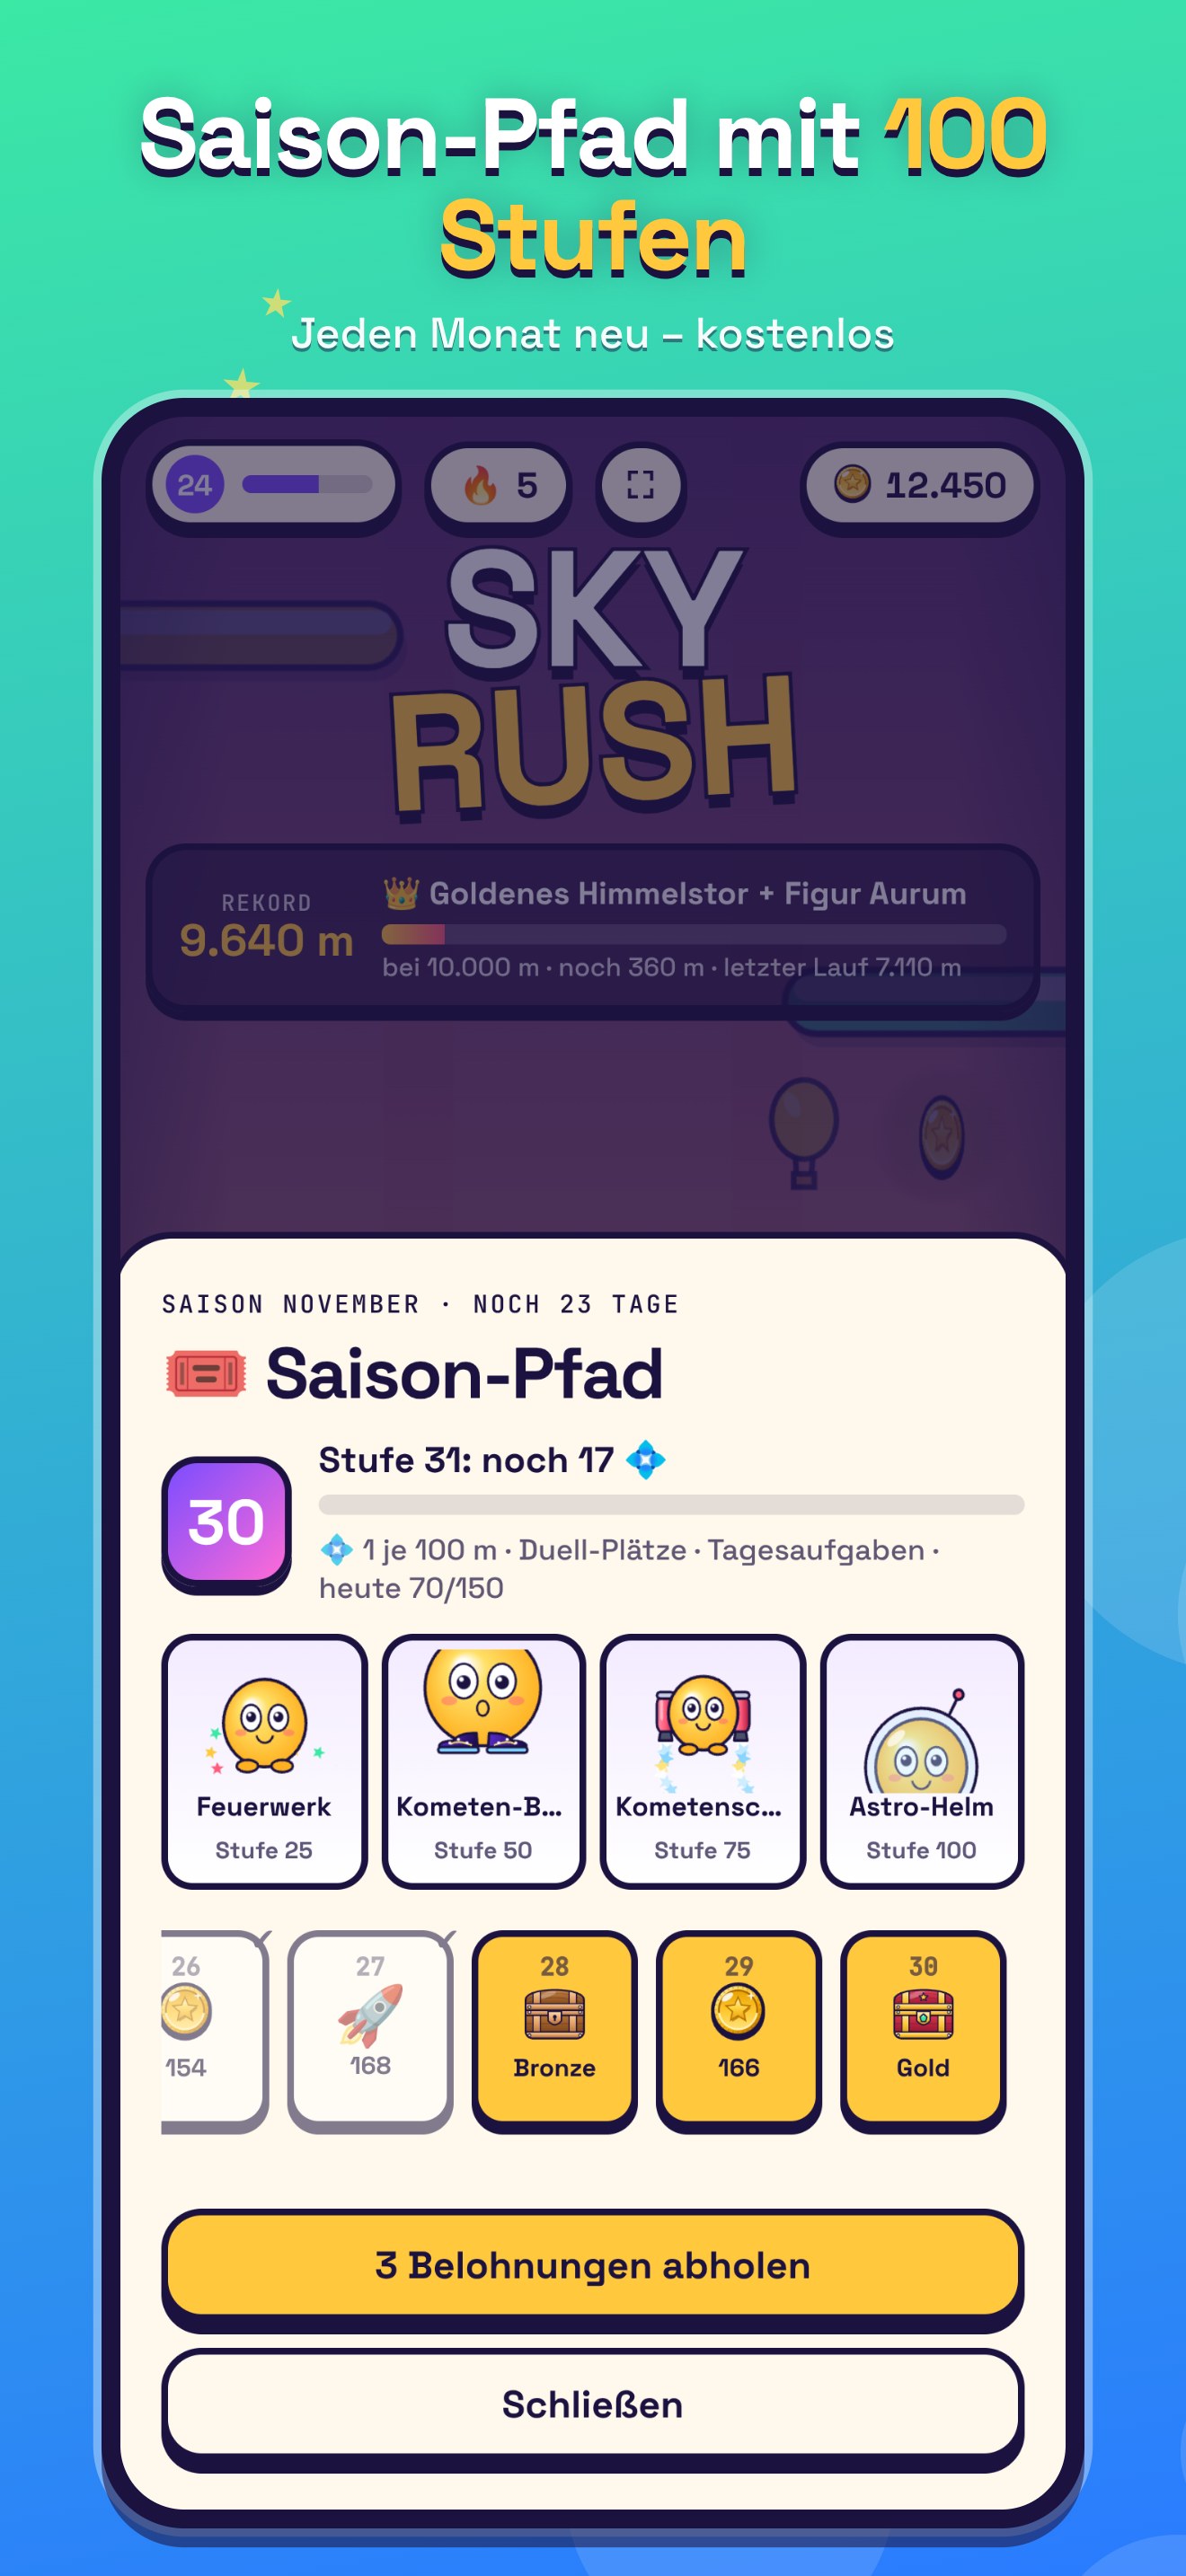 Saison-Pfad mit 100
Stufen
Jeden Monat neu – kostenlos
24
5
12.450
SKY
RUSH
REKORD
9.640 m
Goldenes Himmelstor + Figur Aurum
bei 10.000 m · noch 360 m · letzter Lauf 7.110 m
SAISON NOVEMBER · NOCH 23 TAGE
Saison-Pfad
30
Stufe 31: noch 17
1 je 100 m · Duell-Plätze · Tagesaufgaben ·
heute 70/150
Feuerwerk
Stufe 25
Kometen-B...
Stufe 50
Kometensc...
Stufe 75
Astro-Helm
Stufe 100
26
154
27
168
28
Bronze
29
166
30
Gold
3 Belohnungen abholen
Schließen